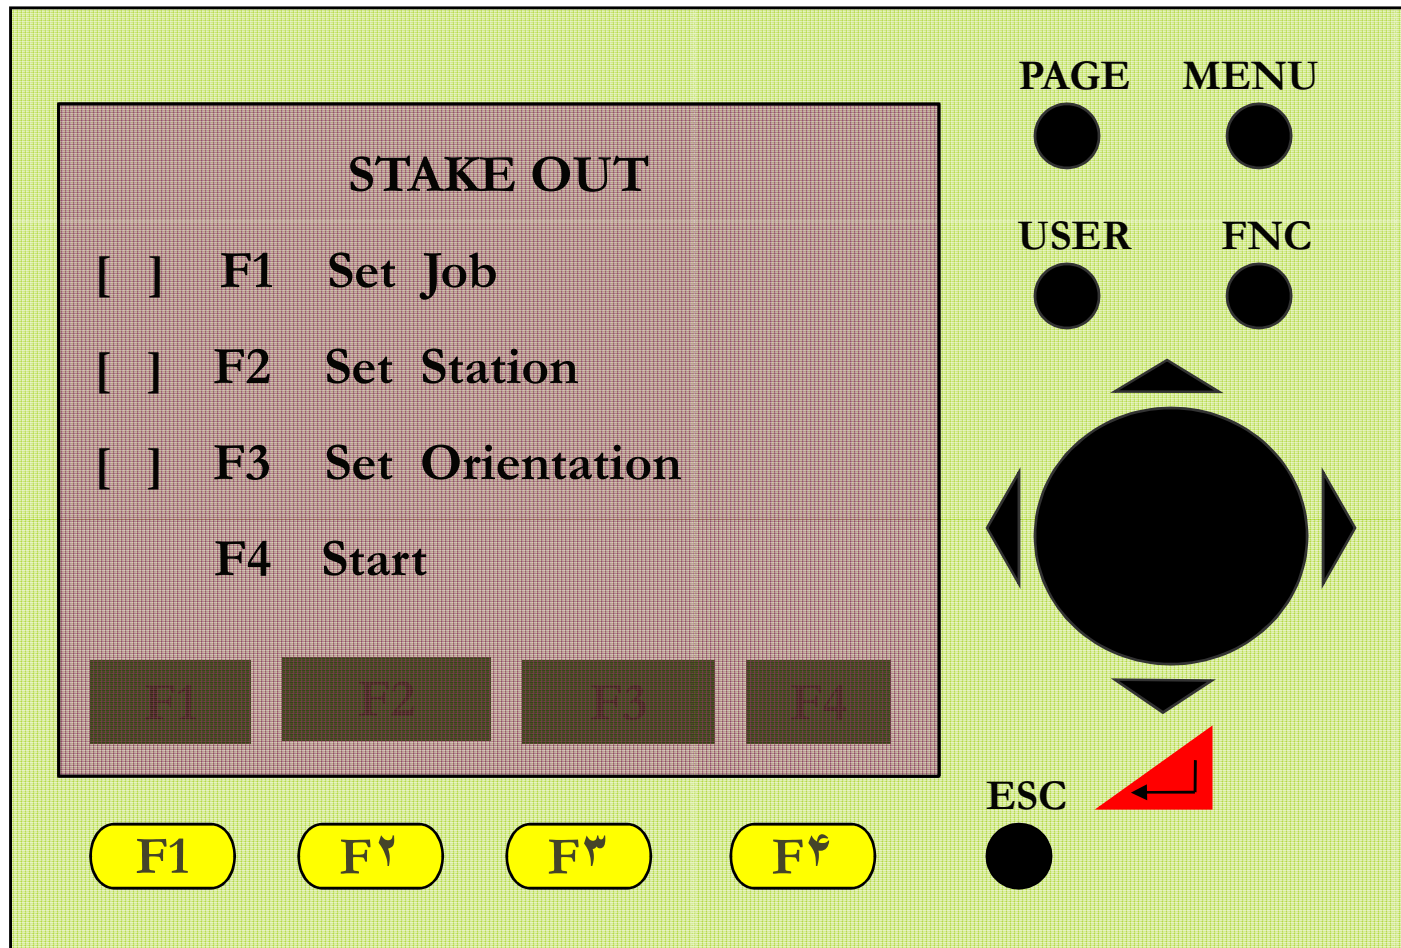 PAGE MENU
STAKE OUT
USER FNC
[ ] F1 Set Job
[ ] F2 Set Station
[ ] F3 Set Orientation
F4 Start
F1 F2 F3 F4
ESC
F1 F۲ F۳ F۴